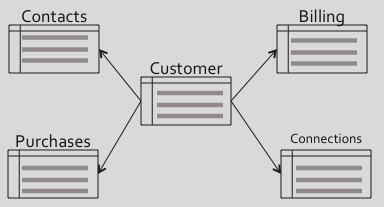 Contacts
Billing
Customer
Purchases
Connections